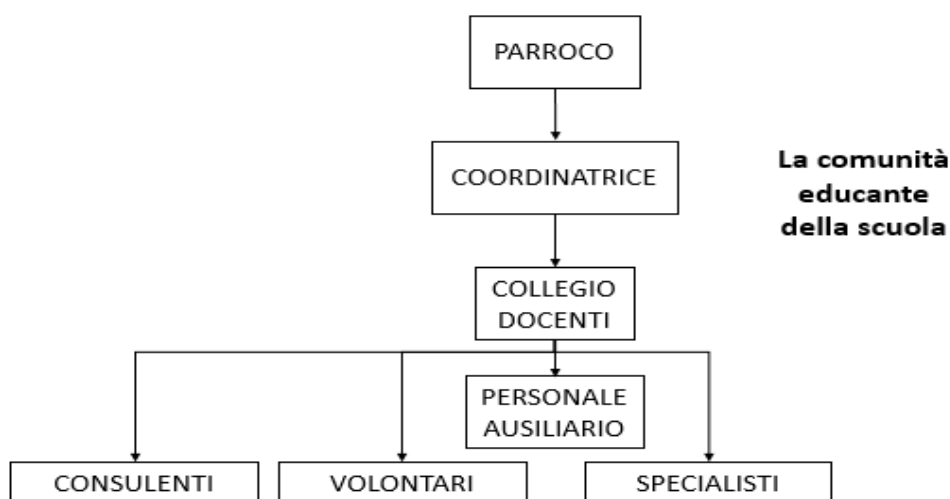 PARROCO
COORDINATRICE
La comunità
educante
della scuola
COLLEGIO
DOCENTI
PERSONALE
AUSILIARIO
CONSULENTI
VOLONTARI
SPECIALISTI